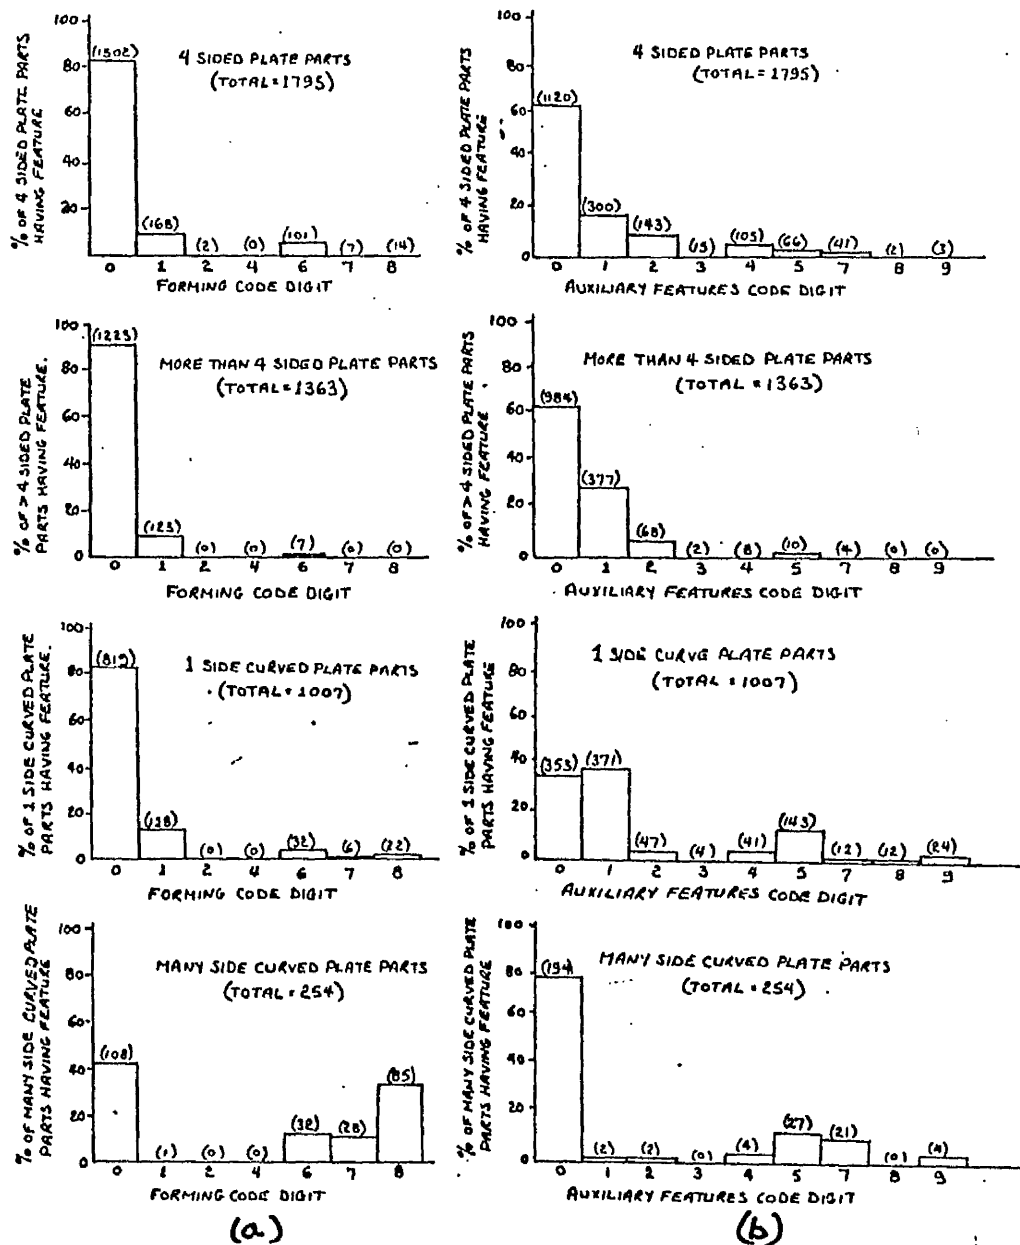 % OF 4 SIDED PLATE PARTS
HAVING FEATURE
100
80
60
40
20
(1502)
4 SIDED PLATE PARTS
(TOTAL=1795)
(168)
(2)
(0)
(101)
(7)
(14)
0 1 2 4 6 7 8
FORMING CODE DIGIT
% OF >4 SIDED PLATE
PARTS HAVING FEATURE.
100
80
60
40
20
0
(1223)
MORE THAN 4 SIDED PLATE PARTS
(TOTAL=1363)
(123)
(0)
(0)
(7)
(0)
(0)
0 1 2 4 6 7 8
FORMING CODE DIGIT
% OF 1 SIDE CURVED PLATE
PARTS HAVING FEATURE.
100
80
60
40
20
0
(819)
1 SIDE CURVED PLATE PARTS
(TOTAL=1007)
(128)
(0)
(0)
(32)
(6)
(22)
0 1 2 4 6 7 8
FORMING CODE DIGIT
% OF MANY SIDE CURVED PLATE
PARTS HAVING FEATURE
100
80
60
40
20
0
(108)
MANY SIDE CURVED PLATE PARTS
(TOTAL=254)
(1)
(0)
(0)
(32)
(28)
(85)
0 1 2 4 6 7 8
FORMING CODE DIGIT
(a)
% OF 4 SIDED PLATE PARTS
HAVING FEATURE
100
80
60
40
20
0
(1120)
4 SIDED PLATE PARTS
(TOTAL=1795)
(300)
(143)
(15)
(105)
(66)
(41)
(2)
(3)
0 1 2 3 4 5 7 8 9
AUXILIARY FEATURES CODE DIGIT
% OF >4 SIDED PLATE PARTS
HAVING FEATURE
100
80
60
40
20
0
(984)
MORE THAN 4 SIDED PLATE PARTS
(TOTAL=1363)
(377)
(68)
(2)
(8)
(10)
(4)
(0)
(0)
0 1 2 3 4 5 7 8 9
AUXILIARY FEATURES CODE DIGIT
% OF 1 SIDE CURVED PLATE
PARTS HAVING FEATURE
100
80
60
40
20
0
(353)
(371)
1 SIDE CURVE PLATE PARTS
(TOTAL=1007)
(47)
(4)
(41)
(143)
(12)
(12)
(24)
0 1 2 3 4 5 7 8 9
AUXILIARY FEATURES CODE DIGIT
% OF MANY SIDE CURVED PLATE
PARTS HAVING FEATURE
100
80
60
40
20
0
(194)
MANY SIDE CURVED PLATE PARTS
(TOTAL=254)
(2)
(2)
(0)
(4)
(27)
(21)
(0)
(4)
0 1 2 3 4 5 7 8 9
AUXILIARY FEATURES CODE DIGIT
(b)